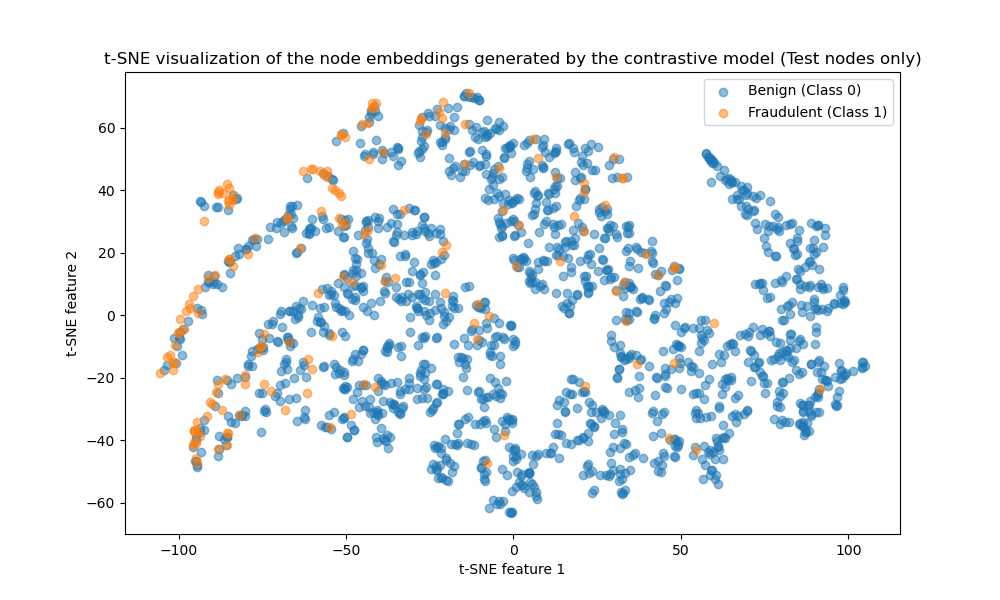 t-SNE visualization of the node embeddings generated by the contrastive model (Test nodes only)
Benign (Class 0)
Fraudulent (Class 1)
60
40
20
0
−20
−40
−60
t-SNE feature 2
−100
−50
0
50
100
t-SNE feature 1